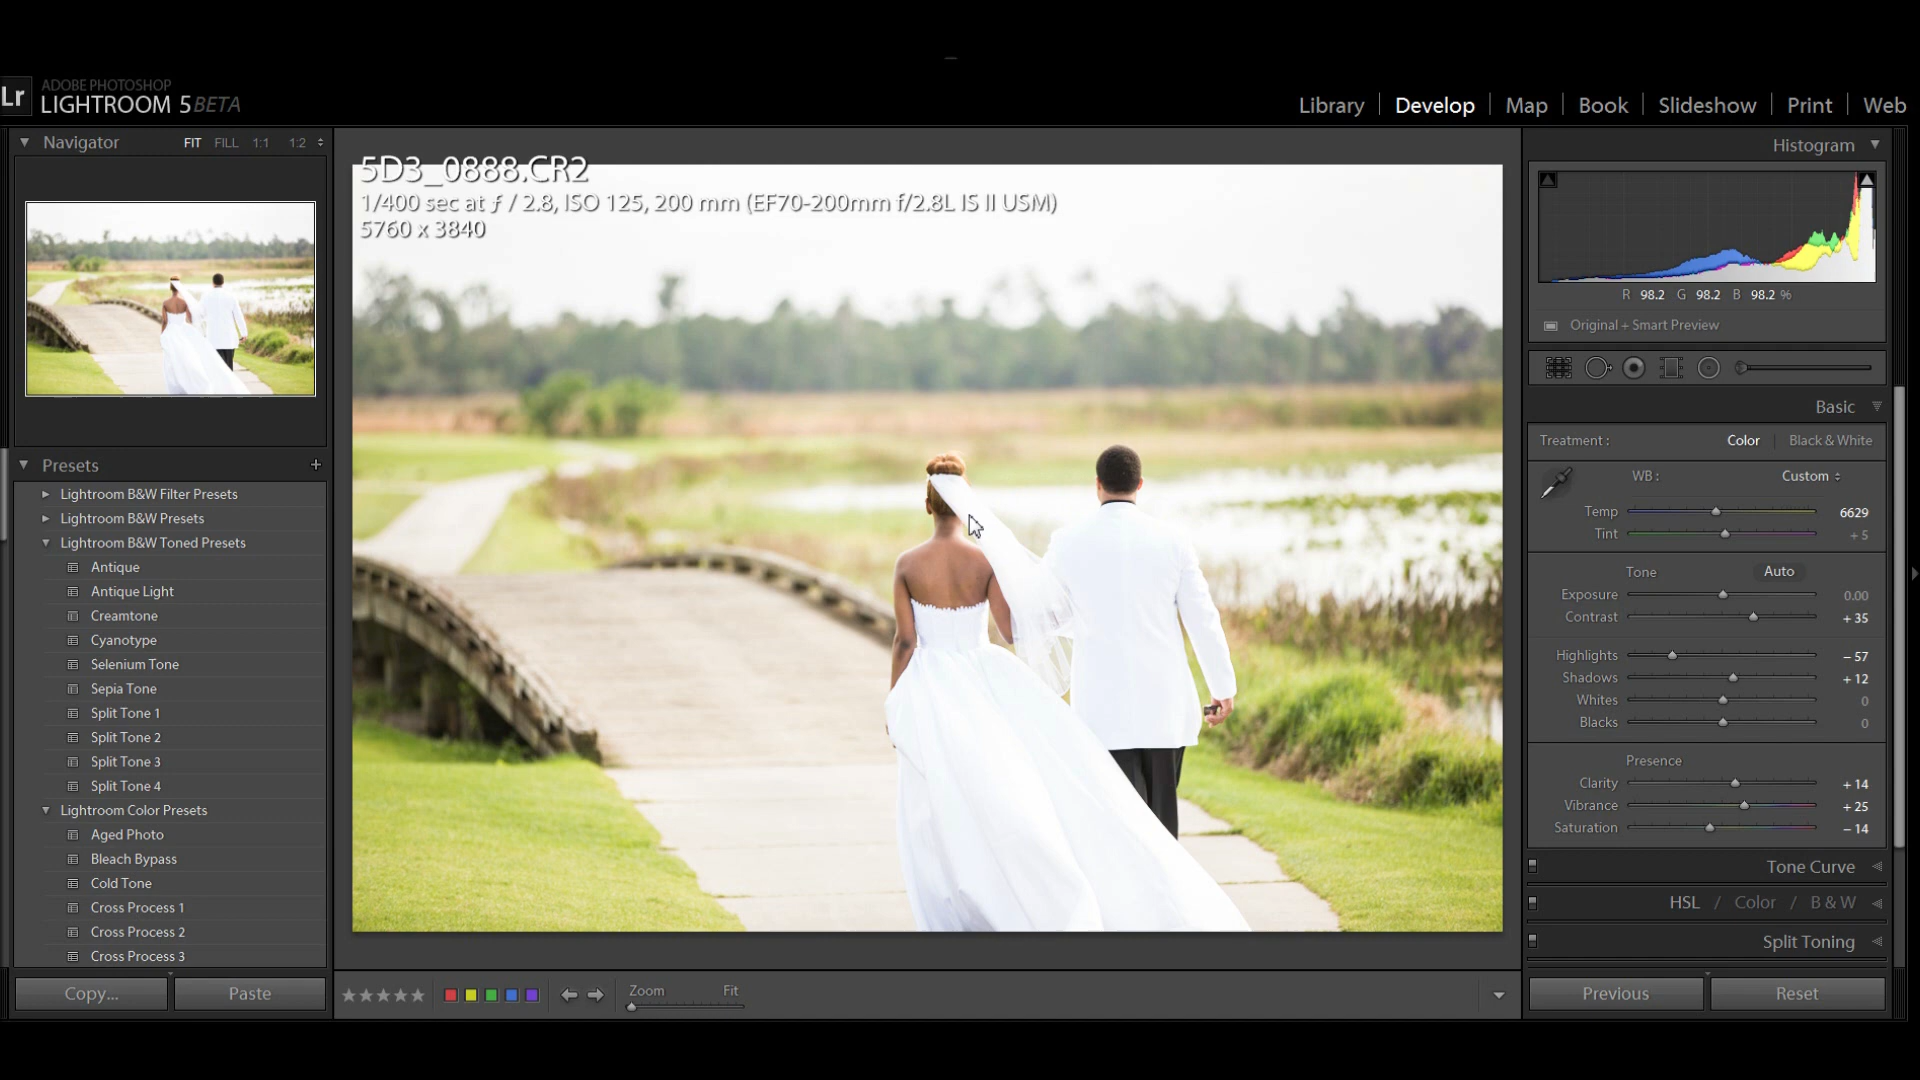 Lr
ADOBE PHOTOSHOP
LIGHTROOM 5 BETA
Library Develop Map Book Slideshow Print Web
Navigator FIT FILL 1:1 1:2
5D3_0888.CR2
1/400 sec at ƒ / 2.8, ISO 125, 200 mm (EF70-200mm f/2.8L IS II USM)
5760 x 3840
Presets +
Lightroom B&W Filter Presets
Lightroom B&W Presets
Lightroom B&W Toned Presets
Antique
Antique Light
Creamtone
Cyanotype
Selenium Tone
Sepia Tone
Split Tone 1
Split Tone 2
Split Tone 3
Split Tone 4
Lightroom Color Presets
Aged Photo
Bleach Bypass
Cold Tone
Cross Process 1
Cross Process 2
Cross Process 3
Copy... Paste
Zoom Fit
Histogram
R 98.2 G 98.2 B 98.2 %
Original + Smart Preview
Basic
Treatment : Color Black & White
WB : Custom
Temp 6629
Tint + 5
Tone Auto
Exposure 0.00
Contrast + 35
Highlights – 57
Shadows + 12
Whites 0
Blacks 0
Presence
Clarity + 14
Vibrance + 25
Saturation – 14
Tone Curve
HSL / Color / B & W
Split Toning
Previous Reset